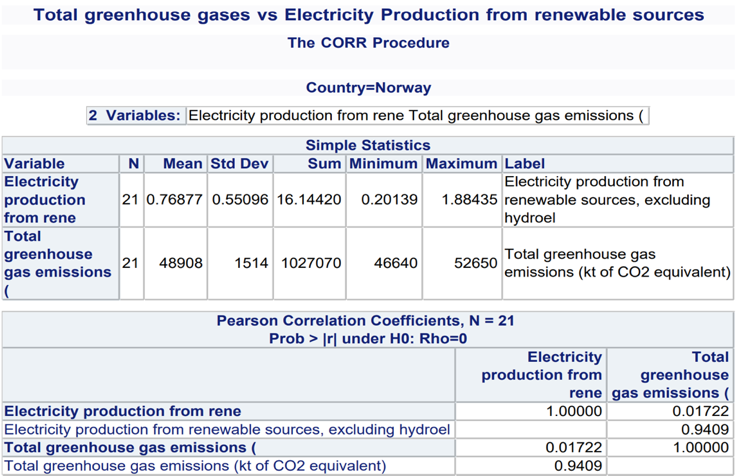 Total greenhouse gases vs Electricity Production from renewable sources
The CORR Procedure
Country=Norway
2 Variables: Electricity production from rene Total greenhouse gas emissions (
Simple Statistics
Variable N Mean Std Dev Sum Minimum Maximum Label
Electricity production from rene 21 0.76877 0.55096 16.14420 0.20139 1.88435 Electricity production from renewable sources, excluding hydroel
Total greenhouse gas emissions ( 21 48908 1514 1027070 46640 52650 Total greenhouse gas emissions (kt of CO2 equivalent)
Pearson Correlation Coefficients, N = 21
Prob > |r| under H0: Rho=0
Electricity production from rene Total greenhouse gas emissions (
Electricity production from rene 1.00000 0.01722
Electricity production from renewable sources, excluding hydroel 0.9409
Total greenhouse gas emissions ( 0.01722 1.00000
Total greenhouse gas emissions (kt of CO2 equivalent) 0.9409